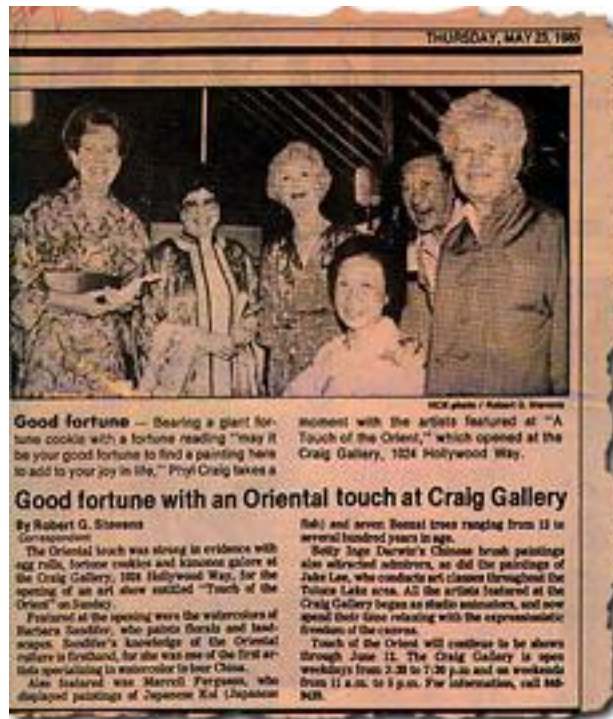 THURSDAY, MAY 23, 1985
photo / Robert G. Stevens
Good fortune — Bearing a giant for-
tune cookie with a fortune reading "may it
be your good fortune to find a painting here
to add to your joy in life," Phyl Craig takes a
moment with the artists featured at "A
Touch of the Orient," which opened at the
Craig Gallery, 1024 Hollywood Way.
Good fortune with an Oriental touch at Craig Gallery
By Robert G. Stevens
Correspondent
The Oriental touch was strong in evidence with
egg rolls, fortune cookies and kimonos galore at
the Craig Gallery, 1024 Hollywood Way, for the
opening of an art show entitled "Touch of the
Orient" on Sunday.
Featured at the opening were the watercolors of
Barbara Sandifer, who paints florals and land-
scapes. Sandifer's knowledge of the Oriental
culture is firsthand, for she was one of the first ar-
tists specializing in watercolor to tour China.
Also featured was Ferguson, who
displayed paintings of Japanese Koi (Japanese
fish) and seven Bonsai trees ranging from 15 to
several hundred years in age.
Betty Inge Darwin's Chinese brush paintings
also attracted admirers, as did the paintings of
Jake Lee, who conducts art classes throughout the
Toluca Lake area. All the artists featured at the
Craig Gallery began as studio animators, and now
spend their time relaxing with the expressionistic
freedom of the canvas.
Touch of the Orient will continue to be shown
through June 12. The Craig Gallery is open
weekdays from 2:30 to 7:30 p.m and on weekends
from 11 a.m. to 5 p.m. For information, call